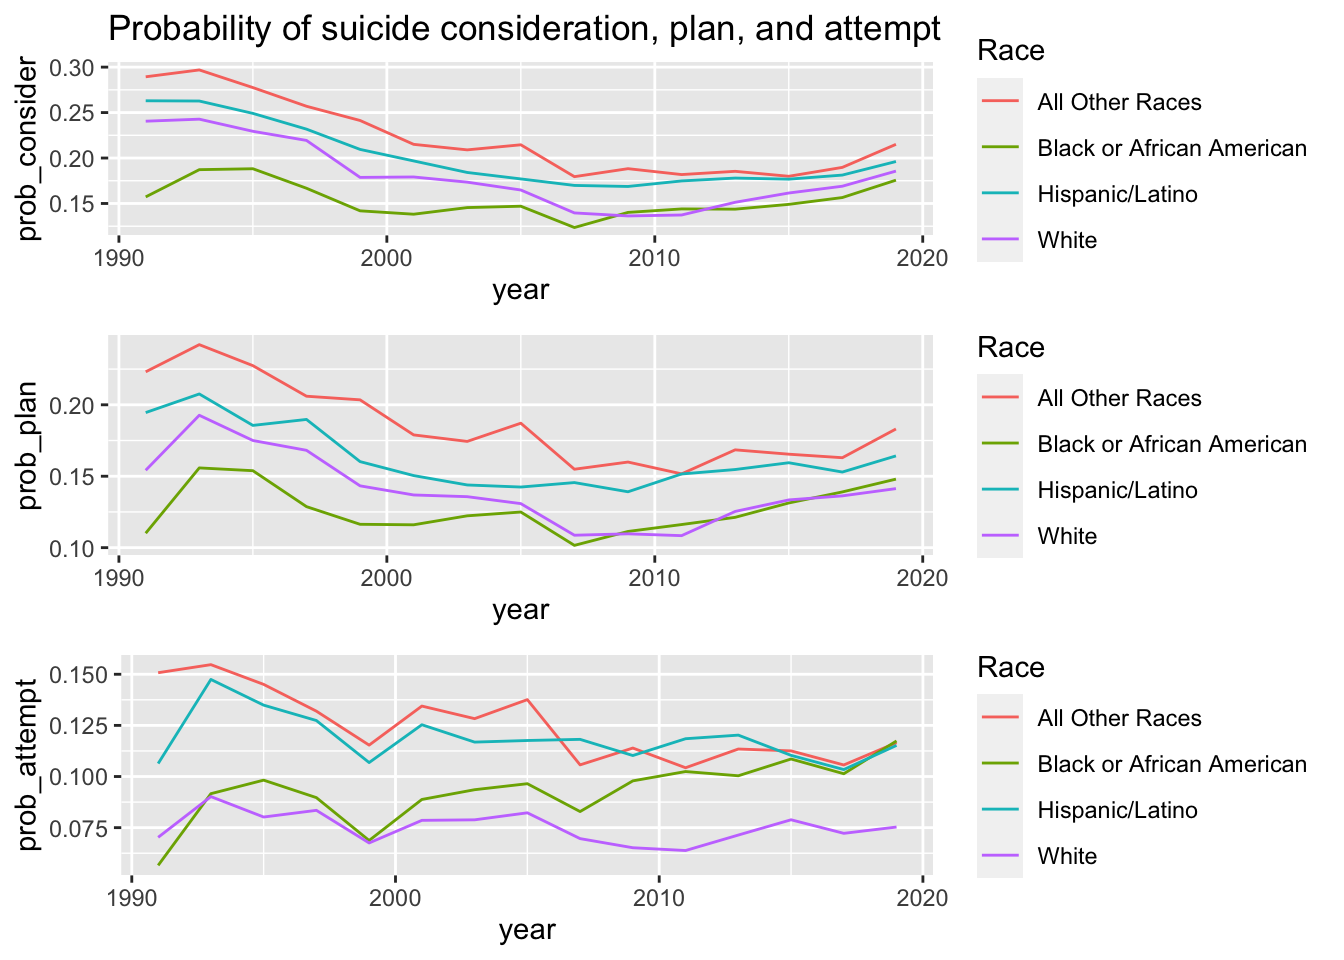 Probability of suicide consideration, plan, and attempt
prob_consider
0.30
0.25
0.20
0.15
1990 2000 2010 2020
year
Race
All Other Races
Black or African American
Hispanic/Latino
White
prob_plan
0.20
0.15
0.10
1990 2000 2010 2020
year
Race
All Other Races
Black or African American
Hispanic/Latino
White
prob_attempt
0.150
0.125
0.100
0.075
1990 2000 2010 2020
year
Race
All Other Races
Black or African American
Hispanic/Latino
White